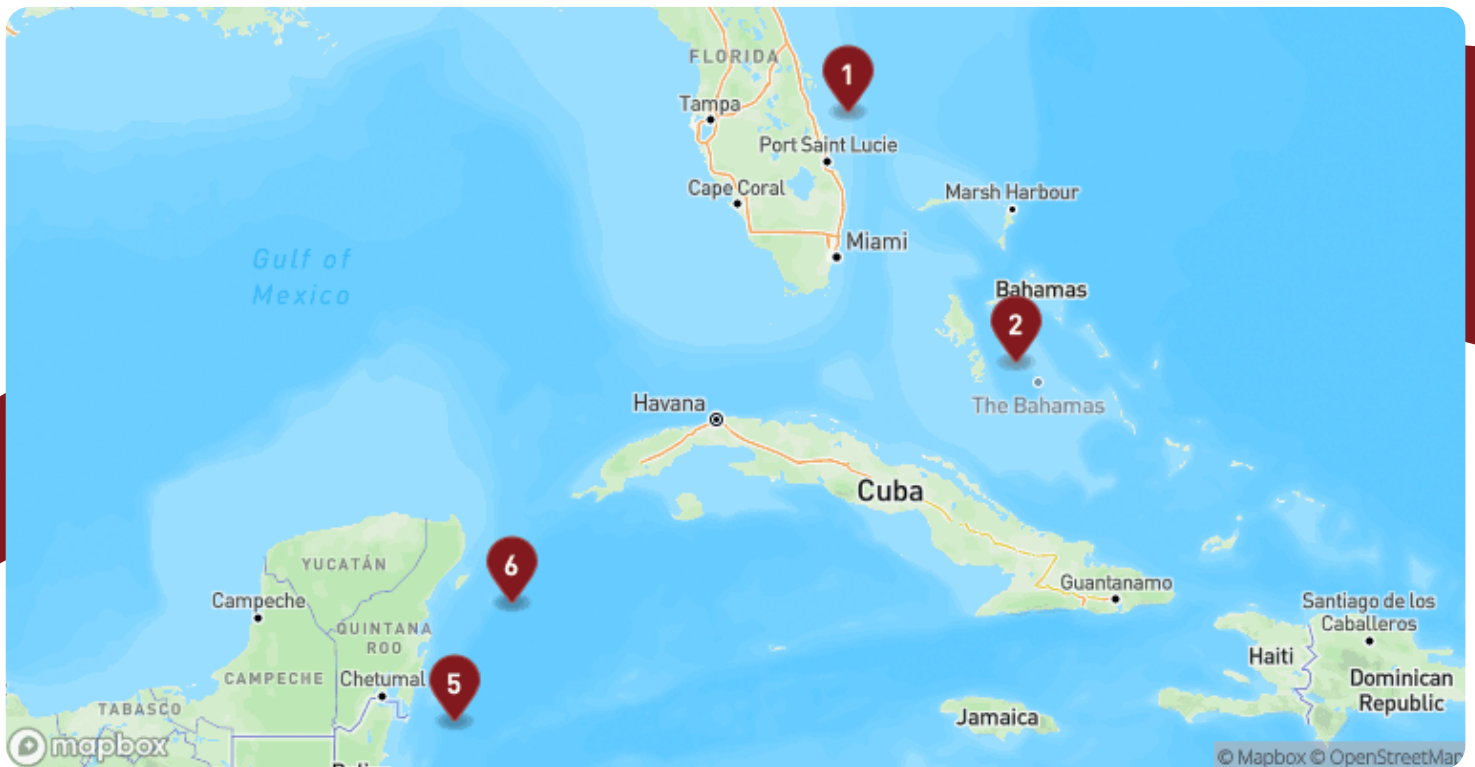 FLORIDA
1
Tampa
Port Saint Lucie
Cape Coral
Marsh Harbour
Miami
Gulf of
Mexico
Bahamas
2
The Bahamas
Havana
Cuba
6
YUCATÁN
Campeche
Guantanamo
Santiago de los
Caballeros
QUINTANA
ROO
Haiti
CAMPECHE
Chetumal
5
Dominican
Republic
TABASCO
Jamaica
mapbox
© Mapbox © OpenStreetMap